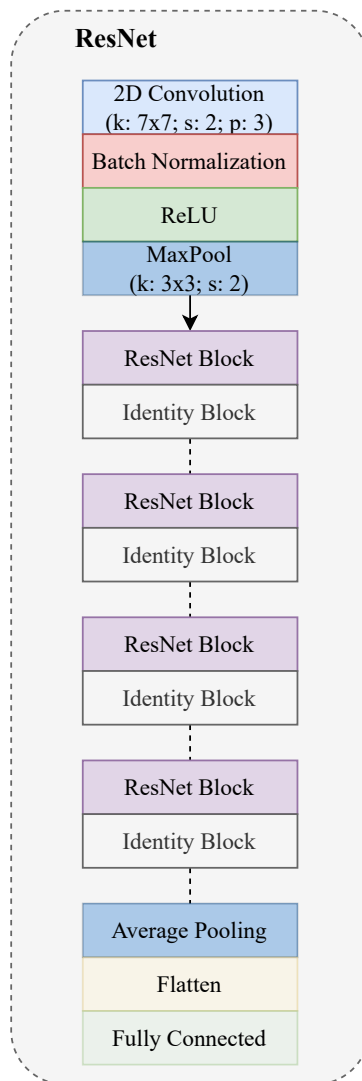 ResNet
2D Convolution
(k: 7x7; s: 2; p: 3)
Batch Normalization
ReLU
MaxPool
(k: 3x3; s: 2)
ResNet Block
Identity Block
ResNet Block
Identity Block
ResNet Block
Identity Block
ResNet Block
Identity Block
Average Pooling
Flatten
Fully Connected